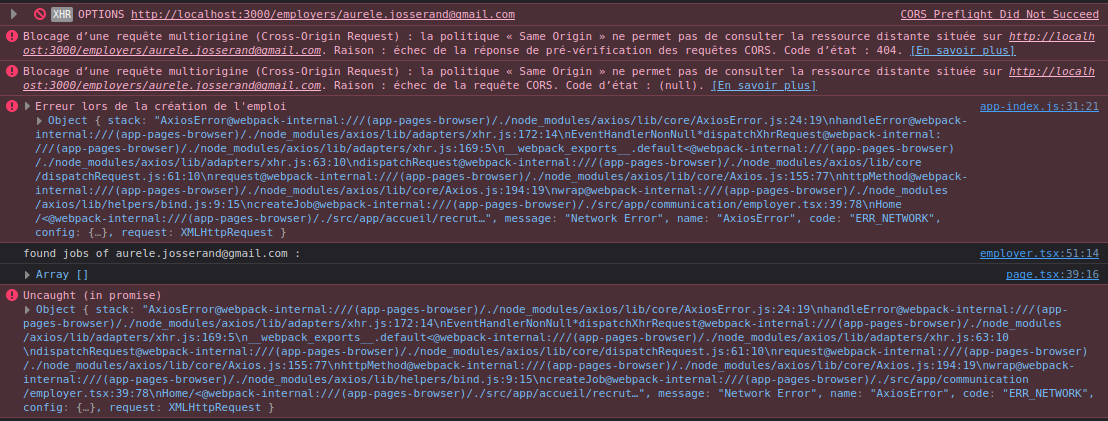 XHR OPTIONS http://localhost:3000/employers/aurele.josserand@gmail.com CORS Preflight Did Not Succeed
Blocage d’une requête multiorigine (Cross-Origin Request) : la politique « Same Origin » ne permet pas de consulter la ressource distante située sur http://localh
ost:3000/employers/aurele.josserand@gmail.com. Raison : échec de la réponse de pré-vérification des requêtes CORS. Code d’état : 404. [En savoir plus]
Blocage d’une requête multiorigine (Cross-Origin Request) : la politique « Same Origin » ne permet pas de consulter la ressource distante située sur http://localh
ost:3000/employers/aurele.josserand@gmail.com. Raison : échec de la requête CORS. Code d’état : (null). [En savoir plus]
Erreur lors de la création de l'emploi app-index.js:31:21
Object { stack: "AxiosError@webpack-internal:///(app-pages-browser)/./node_modules/axios/lib/core/AxiosError.js:24:19\nhandleError@webpack-
internal:///(app-pages-browser)/./node_modules/axios/lib/adapters/xhr.js:172:14\nEventHandlerNonNull*dispatchXhrRequest@webpack-internal:
///(app-pages-browser)/./node_modules/axios/lib/adapters/xhr.js:169:5\n__webpack_exports__.default<@webpack-internal:///(app-pages-browser)
/./node_modules/axios/lib/adapters/xhr.js:63:10\ndispatchRequest@webpack-internal:///(app-pages-browser)/./node_modules/axios/lib/core
/dispatchRequest.js:61:10\nrequest@webpack-internal:///(app-pages-browser)/./node_modules/axios/lib/core/Axios.js:155:77\nhttpMethod@webpack-
internal:///(app-pages-browser)/./node_modules/axios/lib/core/Axios.js:194:19\nwrap@webpack-internal:///(app-pages-browser)/./node_modules
/axios/lib/helpers/bind.js:9:15\ncreateJob@webpack-internal:///(app-pages-browser)/./src/app/communication/employer.tsx:39:78\nHome
/<@webpack-internal:///(app-pages-browser)/./src/app/accueil/recrut…", message: "Network Error", name: "AxiosError", code: "ERR_NETWORK",
config: {…}, request: XMLHttpRequest }
found jobs of aurele.josserand@gmail.com : employer.tsx:51:14
Array [] page.tsx:39:16
Uncaught (in promise)
Object { stack: "AxiosError@webpack-internal:///(app-pages-browser)/./node_modules/axios/lib/core/AxiosError.js:24:19\nhandleError@webpack-internal:///(app-
pages-browser)/./node_modules/axios/lib/adapters/xhr.js:172:14\nEventHandlerNonNull*dispatchXhrRequest@webpack-internal:///(app-pages-browser)/./node_modules
/axios/lib/adapters/xhr.js:169:5\n__webpack_exports__.default<@webpack-internal:///(app-pages-browser)/./node_modules/axios/lib/adapters/xhr.js:63:10
\ndispatchRequest@webpack-internal:///(app-pages-browser)/./node_modules/axios/lib/core/dispatchRequest.js:61:10\nrequest@webpack-internal:///(app-pages-browser)
/./node_modules/axios/lib/core/Axios.js:155:77\nhttpMethod@webpack-internal:///(app-pages-browser)/./node_modules/axios/lib/core/Axios.js:194:19\nwrap@webpack-
internal:///(app-pages-browser)/./node_modules/axios/lib/helpers/bind.js:9:15\ncreateJob@webpack-internal:///(app-pages-browser)/./src/app/communication
/employer.tsx:39:78\nHome/<@webpack-internal:///(app-pages-browser)/./src/app/accueil/recrut…", message: "Network Error", name: "AxiosError", code: "ERR_NETWORK",
config: {…}, request: XMLHttpRequest }